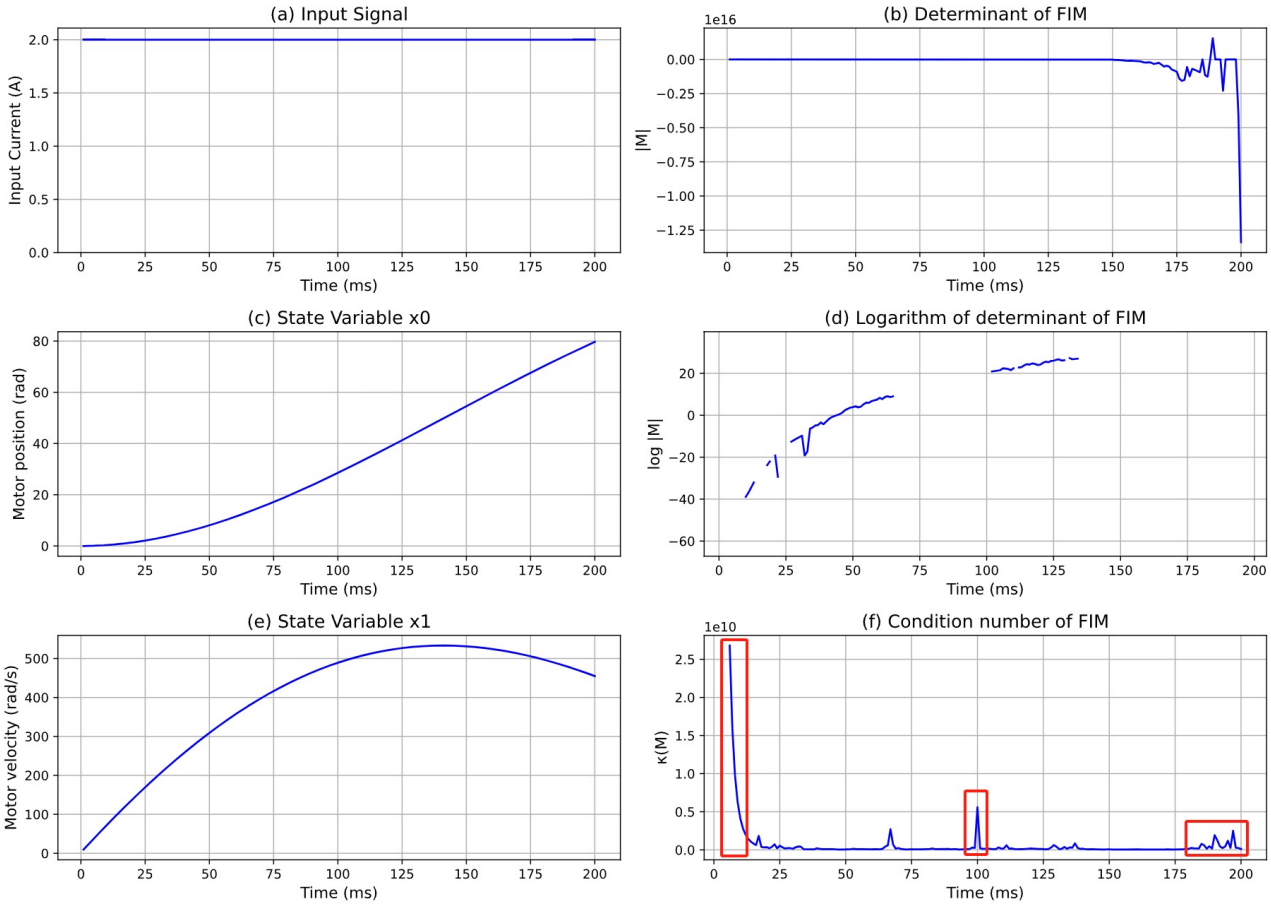 (a) Input Signal
Input Current (A)
2.0
1.5
1.0
0.5
0.0
0 25 50 75 100 125 150 175 200
Time (ms)
(b) Determinant of FIM
1e16
|M|
0.00
−0.25
−0.50
−0.75
−1.00
−1.25
0 25 50 75 100 125 150 175 200
Time (ms)
(c) State Variable x0
Motor position (rad)
80
60
40
20
0
0 25 50 75 100 125 150 175 200
Time (ms)
(d) Logarithm of determinant of FIM
log |M|
20
0
−20
−40
−60
0 25 50 75 100 125 150 175 200
Time (ms)
(e) State Variable x1
Motor velocity (rad/s)
500
400
300
200
100
0
0 25 50 75 100 125 150 175 200
Time (ms)
(f) Condition number of FIM
1e10
κ(M)
2.5
2.0
1.5
1.0
0.5
0.0
0 25 50 75 100 125 150 175 200
Time (ms)